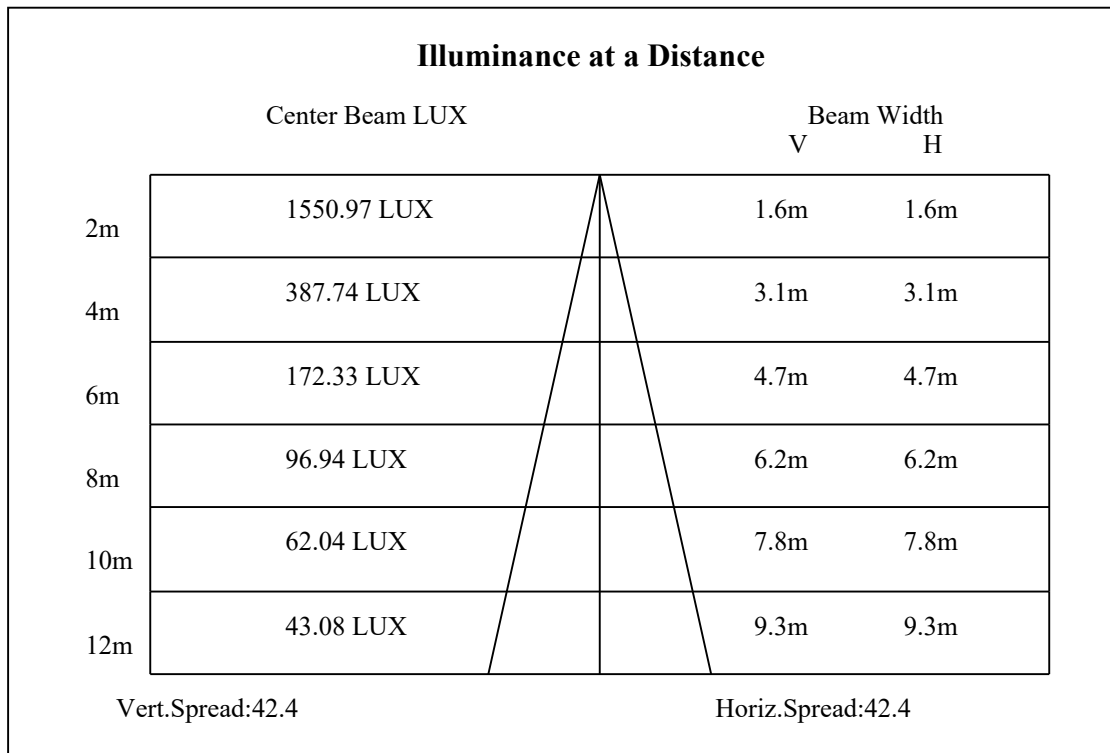 Illuminance at a Distance
Center Beam LUX Beam Width
V H
2m 1550.97 LUX 1.6m 1.6m
4m 387.74 LUX 3.1m 3.1m
6m 172.33 LUX 4.7m 4.7m
8m 96.94 LUX 6.2m 6.2m
10m 62.04 LUX 7.8m 7.8m
12m 43.08 LUX 9.3m 9.3m
Vert.Spread:42.4 Horiz.Spread:42.4